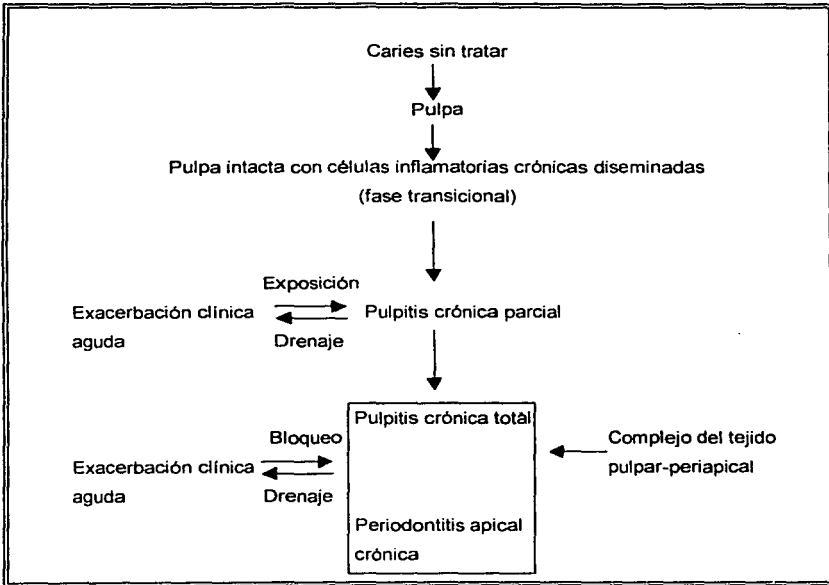 Caries sin tratar
Pulpa
Pulpa intacta con células inflamatorias crónicas diseminadas
(fase transicional)
Exposición
Exacerbación clínica
aguda
Drenaje
Pulpitis crónica parcial
Pulpitis crónica total
Bloqueo
Exacerbación clínica
aguda
Drenaje
Complejo del tejido
pulpar-periapical
Periodontitis apical
crónica